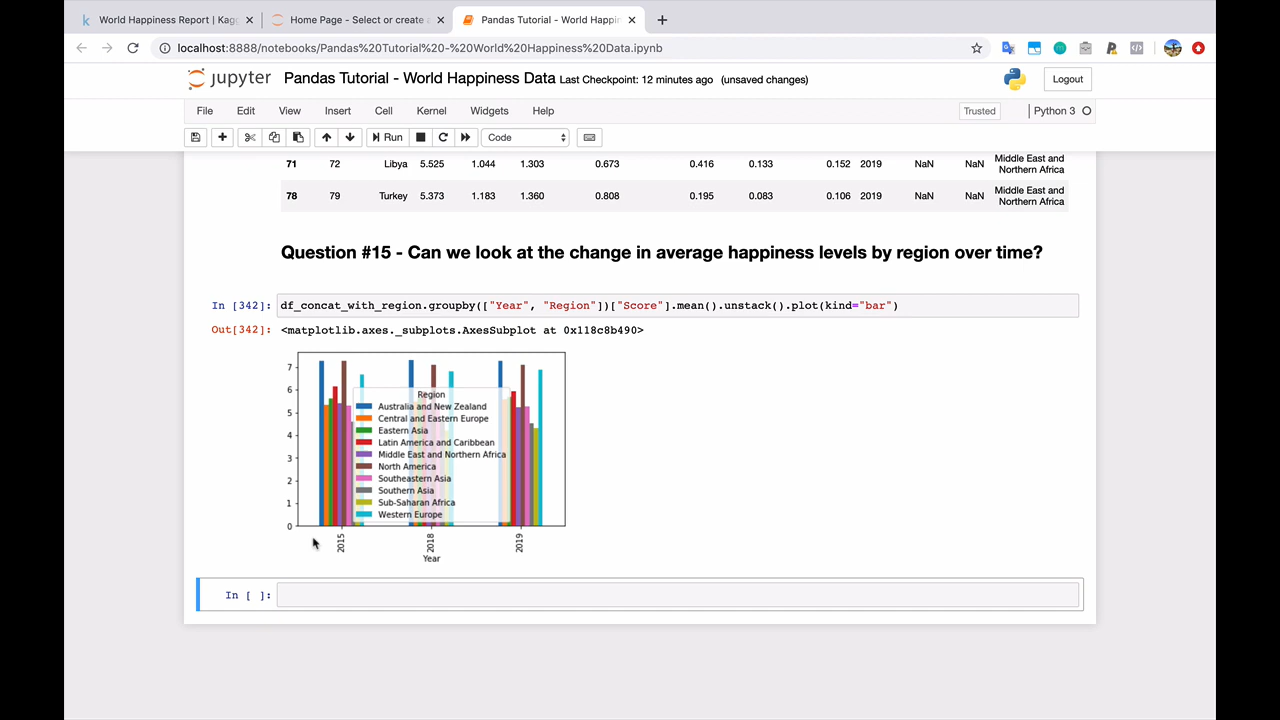 World Happiness Report | Kag
Home Page - Select or create a
Pandas Tutorial - World Happin
localhost:8888/notebooks/Pandas%20Tutorial%20-%20World%20Happiness%20Data.ipynb
jupyter Pandas Tutorial - World Happiness Data Last Checkpoint: 12 minutes ago (unsaved changes) Logout
File Edit View Insert Cell Kernel Widgets Help Trusted Python 3
Run Code
71 72 Libya 5.525 1.044 1.303 0.673 0.416 0.133 0.152 2019 NaN NaN Middle East and
Northern Africa
78 79 Turkey 5.373 1.183 1.360 0.808 0.195 0.083 0.106 2019 NaN NaN Middle East and
Northern Africa
Question #15 - Can we look at the change in average happiness levels by region over time?
In [342]: df_concat_with_region.groupby(["Year", "Region"])["Score"].mean().unstack().plot(kind="bar")
Out[342]: <matplotlib.axes._subplots.AxesSubplot at 0x118c8b490>
7
6
5
4
3
2
1
0
Region
Australia and New Zealand
Central and Eastern Europe
Eastern Asia
Latin America and Caribbean
Middle East and Northern Africa
North America
Southeastern Asia
Southern Asia
Sub-Saharan Africa
Western Europe
2015
2018
2019
Year
In [ ]: